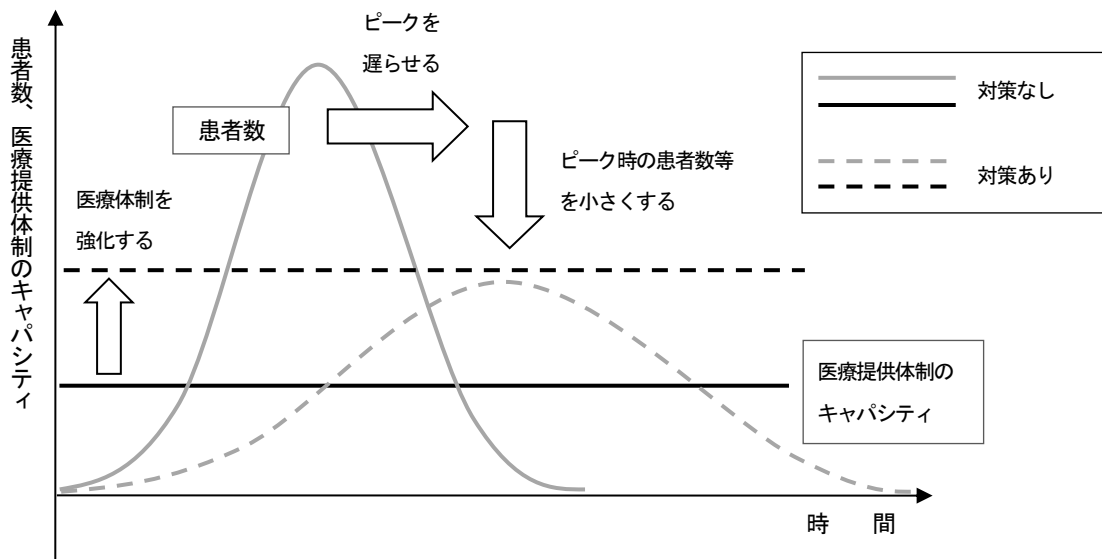 患者数、医療提供体制のキャパシティ
ピークを
遅らせる
患者数
ピーク時の患者数等
を小さくする
医療体制を
強化する
対策なし
対策あり
医療提供体制の
キャパシティ
時　間